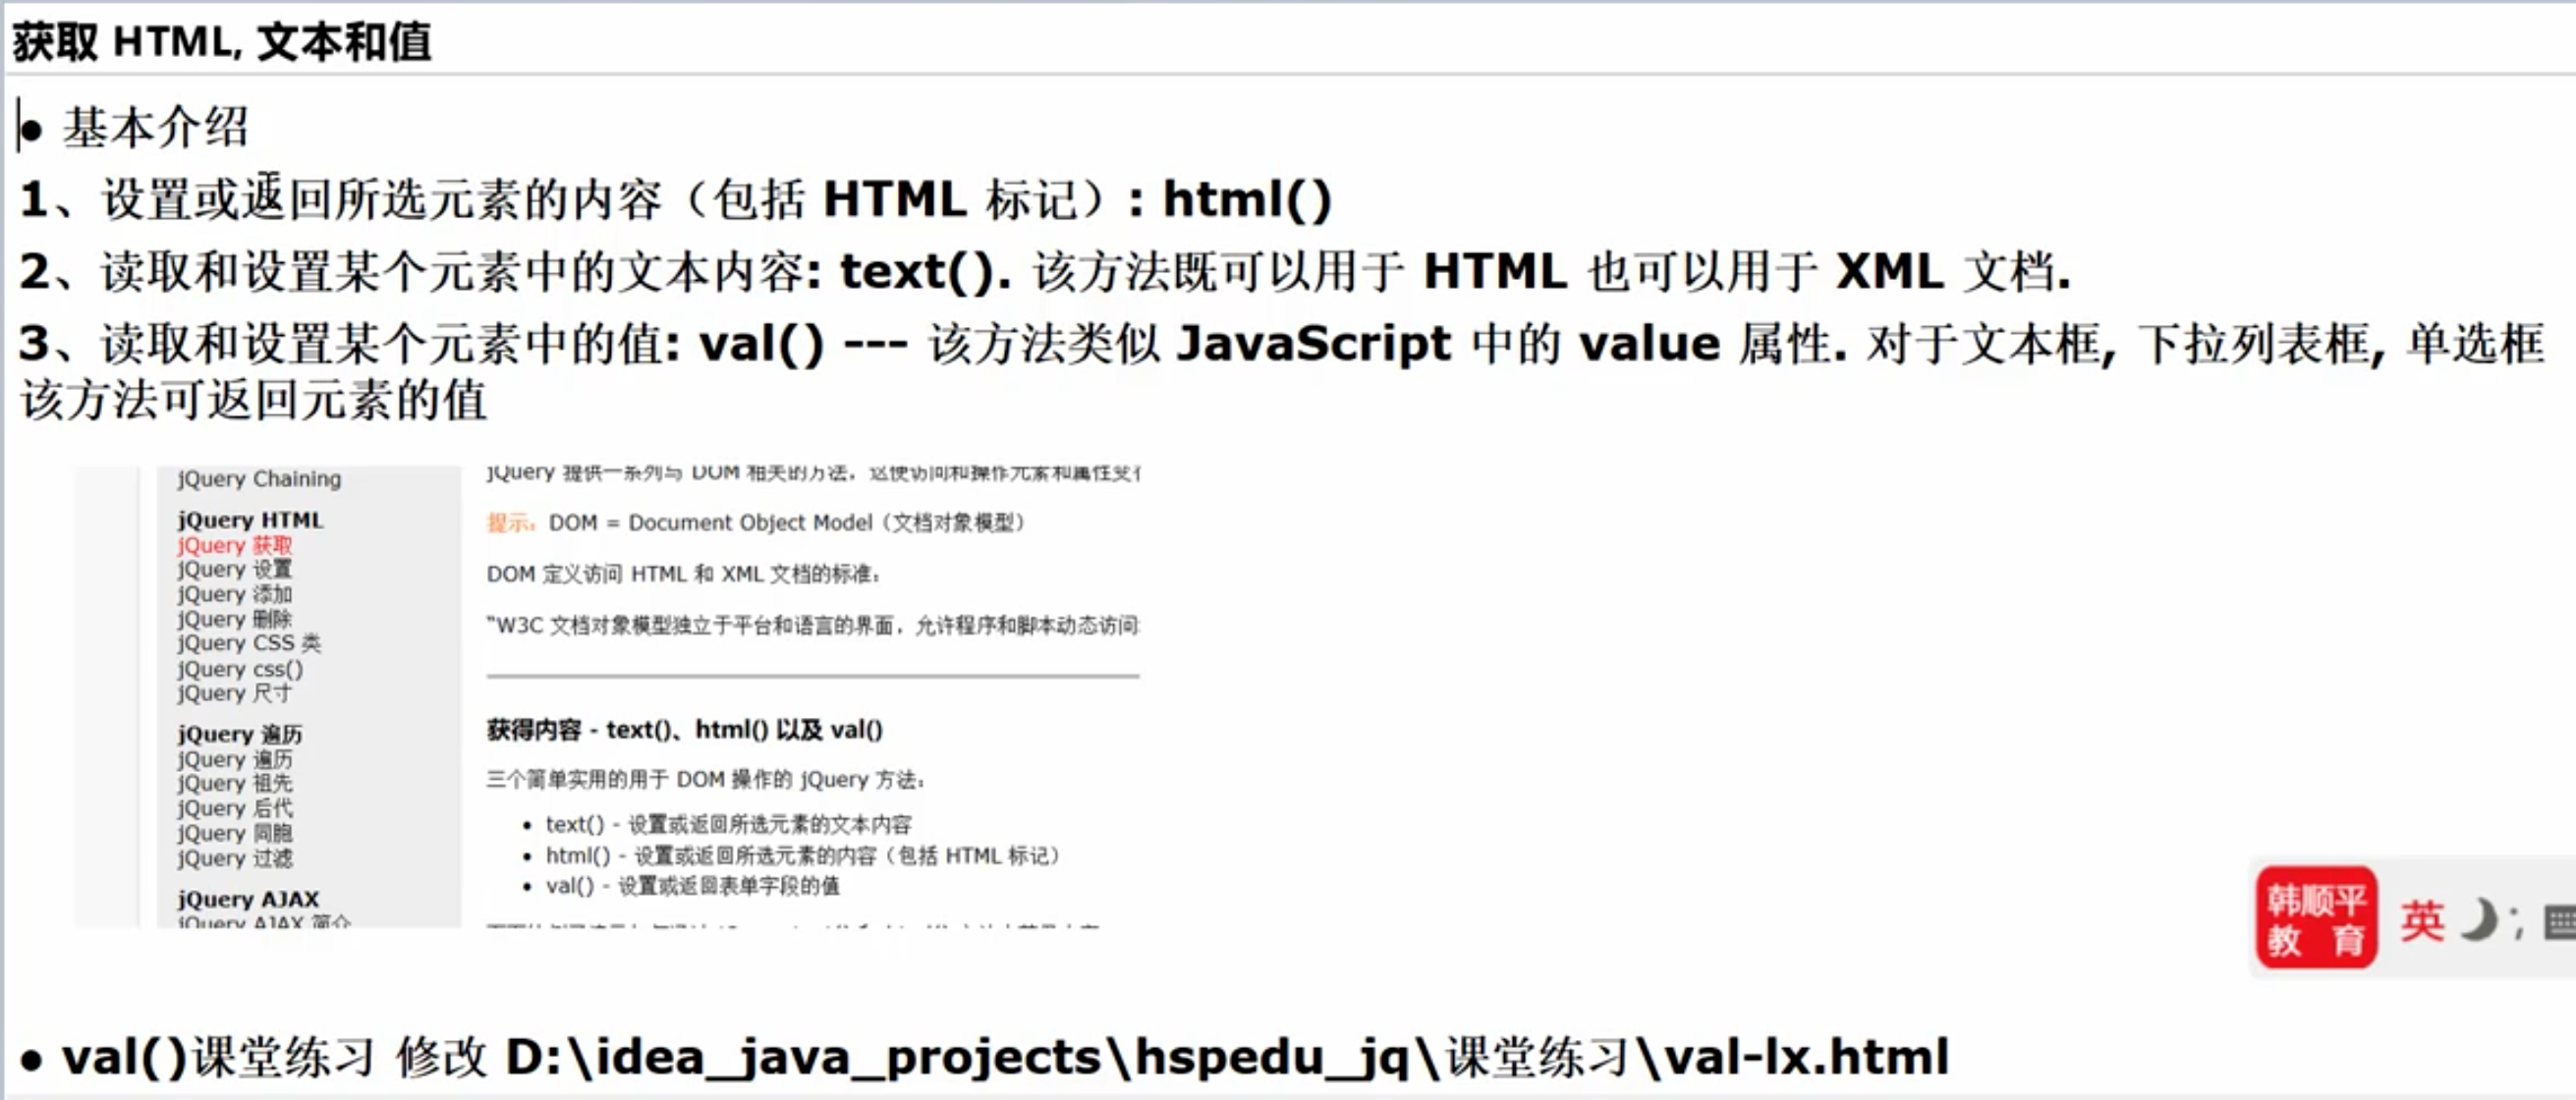 获取 HTML, 文本和值
● 基本介绍
1、设置或返回所选元素的内容（包括 HTML 标记）: html()
2、读取和设置某个元素中的文本内容: text(). 该方法既可以用于 HTML 也可以用于 XML 文档.
3、读取和设置某个元素中的值: val() --- 该方法类似 JavaScript 中的 value 属性. 对于文本框, 下拉列表框, 单选框
该方法可返回元素的值
jQuery Chaining
jQuery HTML
jQuery 获取
jQuery 设置
jQuery 添加
jQuery 删除
jQuery CSS 类
jQuery css()
jQuery 尺寸
jQuery 遍历
jQuery 遍历
jQuery 祖先
jQuery 后代
jQuery 同胞
jQuery 过滤
jQuery AJAX
jQuery AJAX 简介
jQuery 提供一系列与 DOM 相关的方法，这使访问和操作元素和属性变
提示：DOM = Document Object Model（文档对象模型）
DOM 定义访问 HTML 和 XML 文档的标准：
“W3C 文档对象模型独立于平台和语言的界面，允许程序和脚本动态访问
获得内容 - text()、html() 以及 val()
三个简单实用的用于 DOM 操作的 jQuery 方法：
• text() - 设置或返回所选元素的文本内容
• html() - 设置或返回所选元素的内容（包括 HTML 标记）
• val() - 设置或返回表单字段的值
韩顺平
教 育
英
● val()课堂练习 修改 D:\idea_java_projects\hspedu_jq\课堂练习\val-lx.html